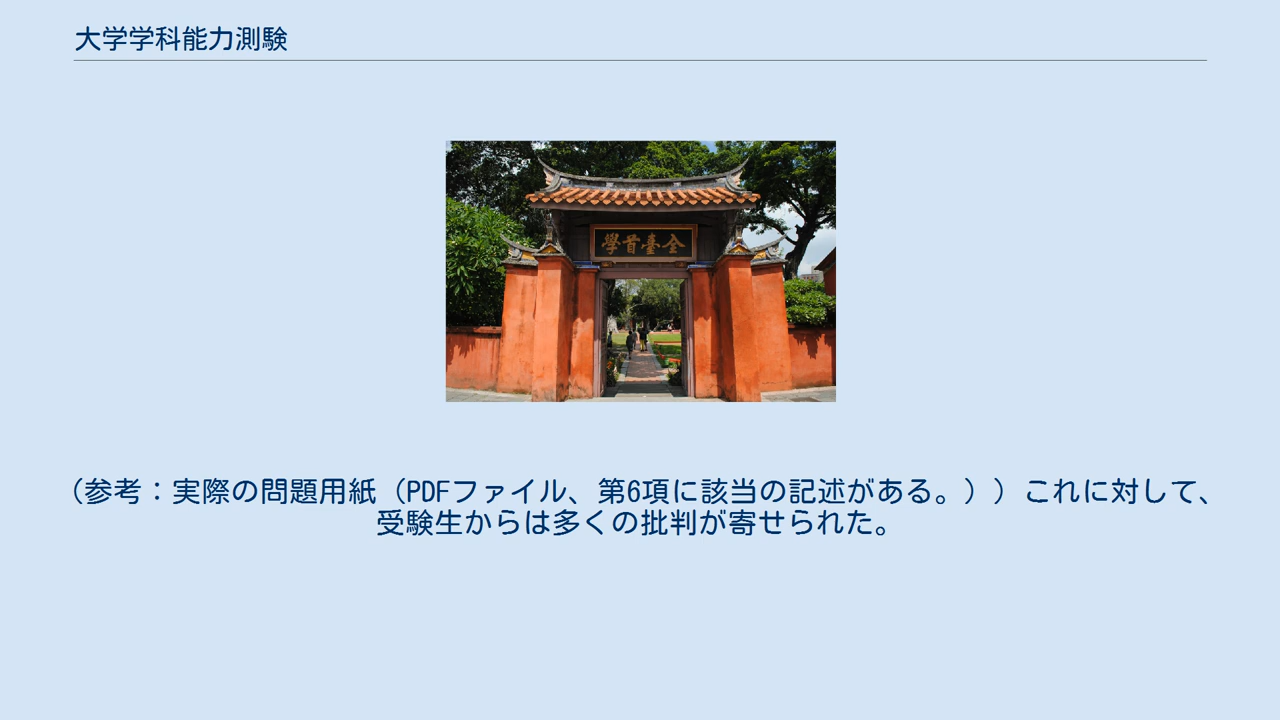 大学学科能力測験
學首臺全
（参考：実際の問題用紙（PDFファイル、第6項に該当の記述がある。））これに対して、
受験生からは多くの批判が寄せられた。